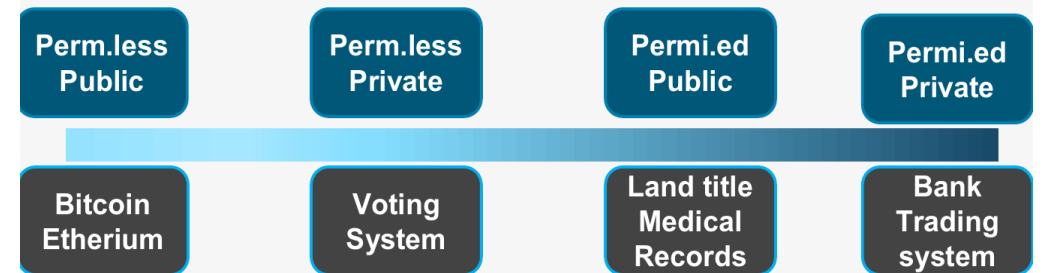 Perm.less
Public
Perm.less
Private
Permi.ed
Public
Permi.ed
Private
Bitcoin
Etherium
Voting
System
Land title
Medical
Records
Bank
Trading
system